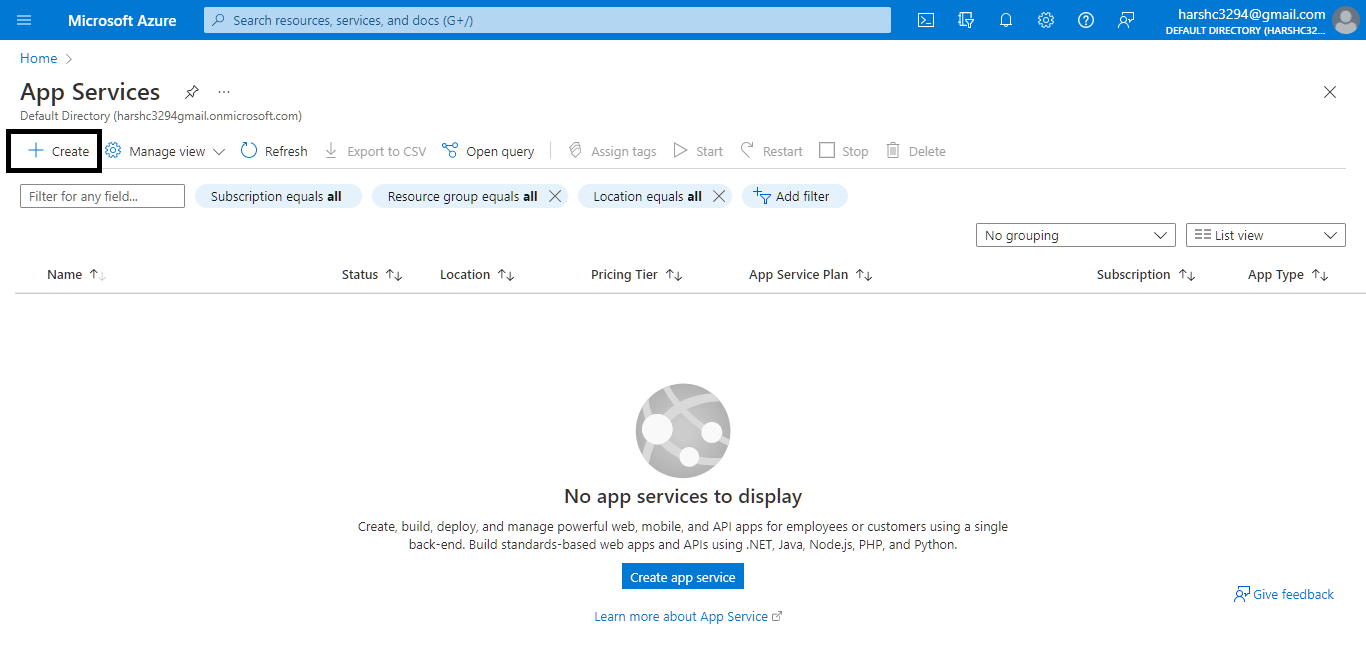 Microsoft Azure
Search resources, services, and docs (G+/)
harshc3294@gmail.com
DEFAULT DIRECTORY (HARSHC32...
Home
App Services
...
Default Directory (harshc3294gmail.onmicrosoft.com)
Create Manage view Refresh Export to CSV Open query Assign tags Start Restart Stop Delete
Filter for any field... Subscription equals all Resource group equals all Location equals all Add filter
No grouping List view
Name Status Location Pricing Tier App Service Plan Subscription App Type
No app services to display
Create, build, deploy, and manage powerful web, mobile, and API apps for employees or customers using a single
back-end. Build standards-based web apps and APIs using .NET, Java, Node.js, PHP, and Python.
Create app service
Give feedback
Learn more about App Service